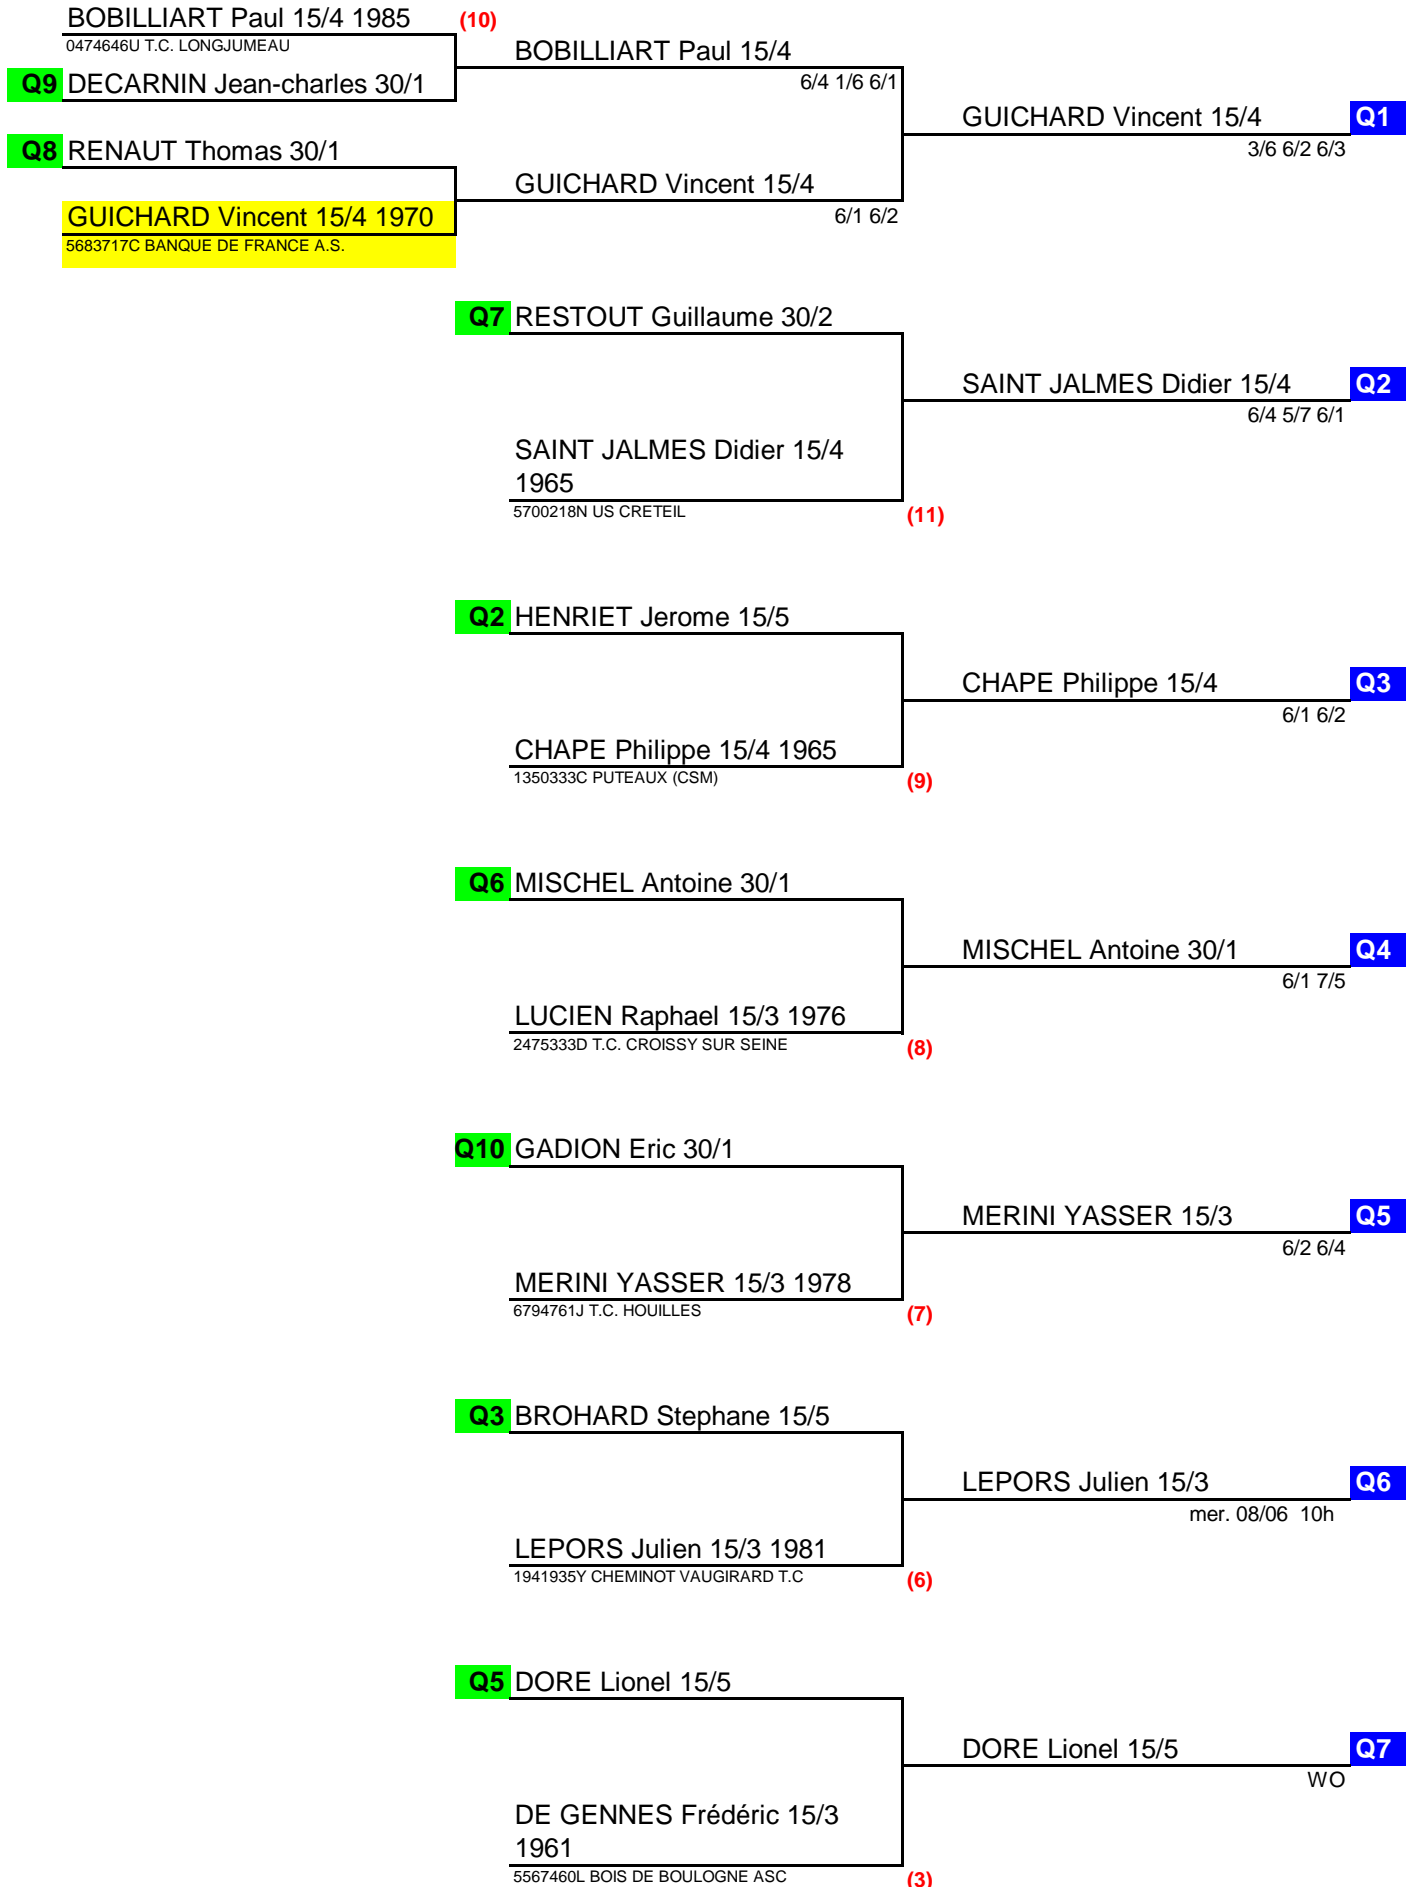 BOBILLIART Paul 15/4 1985
(10)
0474646U T.C. LONGJUMEAU
BOBILLIART Paul 15/4
Q9 DECARNIN Jean-charles 30/1
6/4 1/6 6/1
GUICHARD Vincent 15/4
Q1
Q8 RENAUT Thomas 30/1
3/6 6/2 6/3
GUICHARD Vincent 15/4
GUICHARD Vincent 15/4 1970
6/1 6/2
5683717C BANQUE DE FRANCE A.S.
Q7 RESTOUT Guillaume 30/2
SAINT JALMES Didier 15/4
Q2
6/4 5/7 6/1
SAINT JALMES Didier 15/4
1965
5700218N US CRETEIL
(11)
Q2 HENRIET Jerome 15/5
CHAPE Philippe 15/4
Q3
6/1 6/2
CHAPE Philippe 15/4 1965
1350333C PUTEAUX (CSM)
(9)
Q6 MISCHEL Antoine 30/1
MISCHEL Antoine 30/1
Q4
6/1 7/5
LUCIEN Raphael 15/3 1976
2475333D T.C. CROISSY SUR SEINE
(8)
Q10 GADION Eric 30/1
MERINI YASSER 15/3
Q5
6/2 6/4
MERINI YASSER 15/3 1978
6794761J T.C. HOUILLES
(7)
Q3 BROHARD Stephane 15/5
LEPORS Julien 15/3
Q6
mer. 08/06 10h
LEPORS Julien 15/3 1981
1941935Y CHEMINOT VAUGIRARD T.C
(6)
Q5 DORE Lionel 15/5
DORE Lionel 15/5
Q7
WO
DE GENNES Frédéric 15/3
1961
5567460L BOIS DE BOULOGNE ASC
(3)